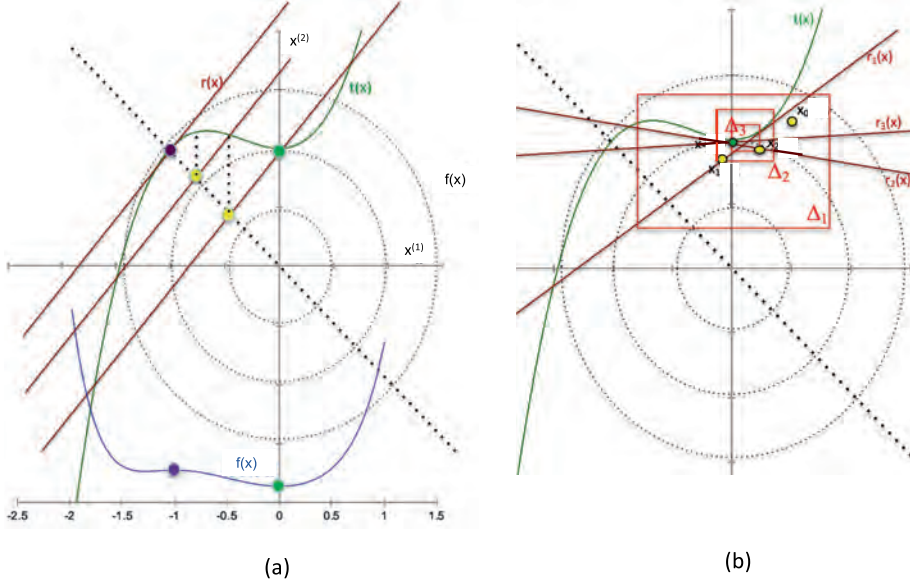 x(2)
r(x)
t(x)
f(x)
x(1)
f(x)
-2.5 -2 -1.5 -1 -0.5 0 0.5 1 1.5
(a)
t(x)
r1(x)
x0
r3(x)
Δ3
x1
Δ2
r2(x)
Δ1
(b)